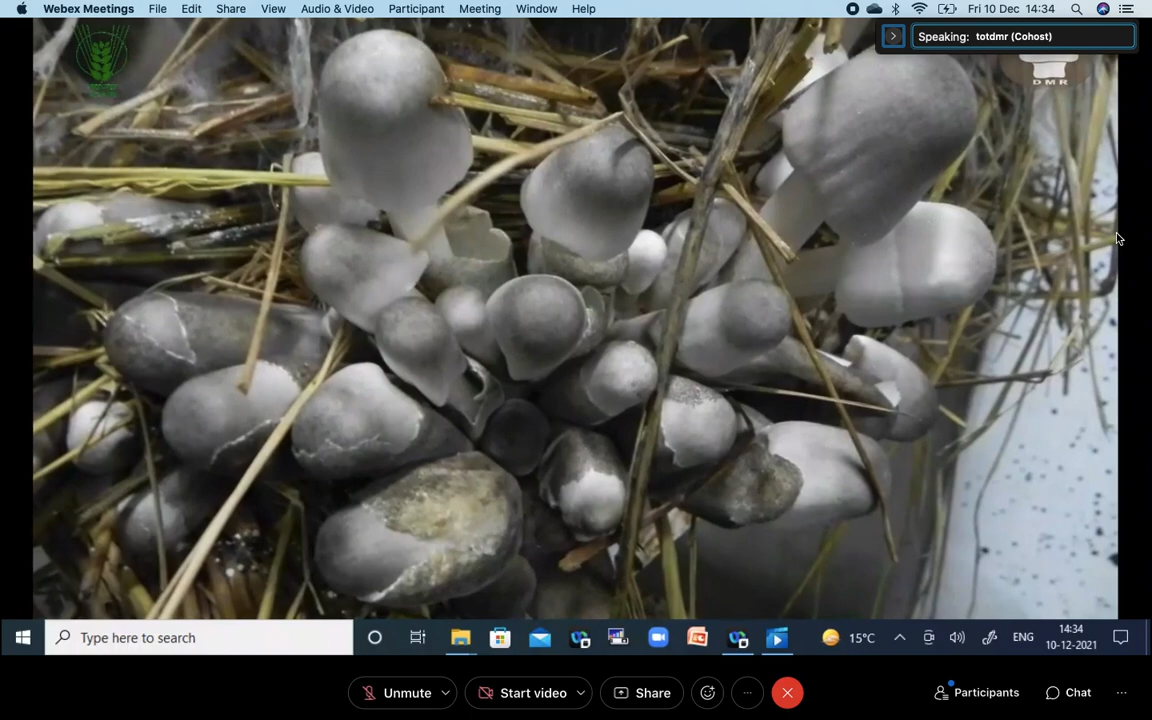 Webex Meetings File Edit Share View Audio & Video Participant Meeting Window Help Fri 10 Dec 14:34
Speaking: totdmr (Cohost)
DMR
Type here to search 15°C ENG 14:34
10-12-2021
Unmute Start video Share Participants Chat